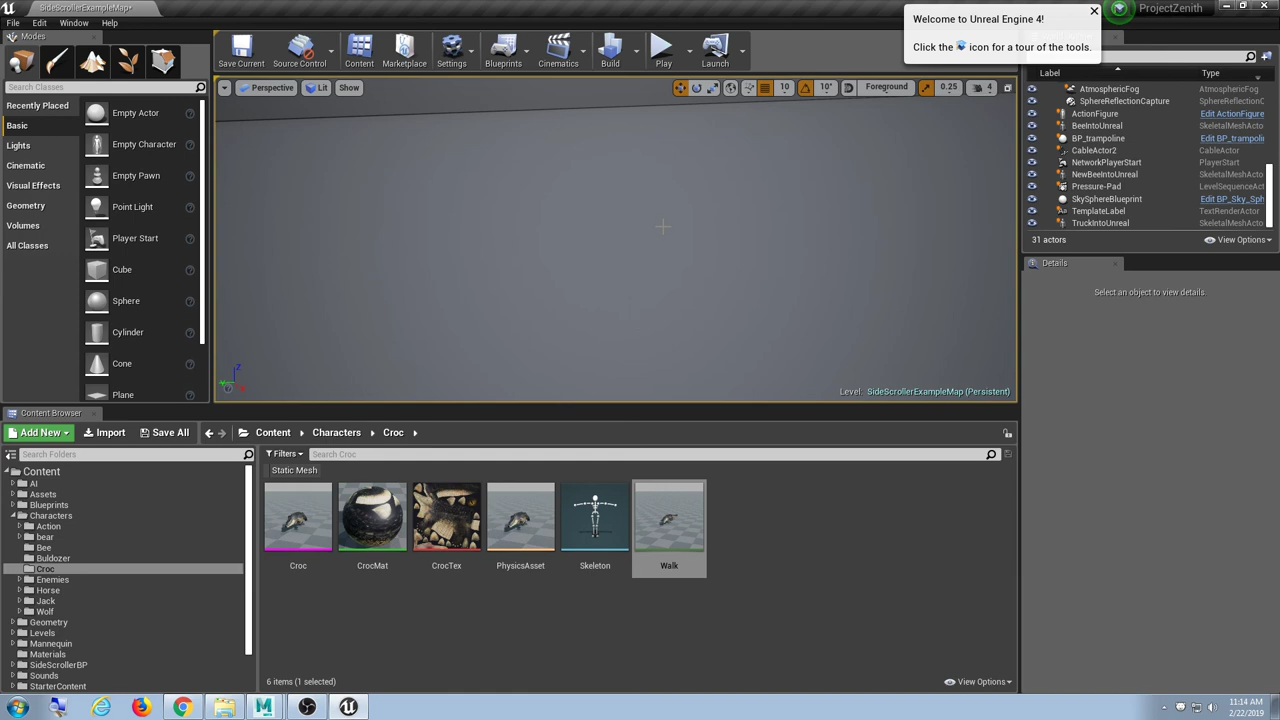 SideScrollerExampleMap*
ProjectZenith
File
Edit
Window
Help
Welcome to Unreal Engine 4!
Click the icon for a tour of the tools.
Modes
Search Classes
Recently Placed
Basic
Lights
Cinematic
Visual Effects
Geometry
Volumes
All Classes
Empty Actor
Empty Character
Empty Pawn
Point Light
Player Start
Cube
Sphere
Cylinder
Cone
Plane
Save Current
Source Control
Content
Marketplace
Settings
Blueprints
Cinematics
Build
Play
Launch
Perspective
Lit
Show
10
10°
Foreground
0.25
4
Z
Level: SideScrollerExampleMap (Persistent)
Label
Type
AtmosphericFog
AtmosphericFog
SphereReflectionCapture
SphereReflectionC
ActionFigure
Edit ActionFigure
BeeIntoUnreal
SkeletalMeshActo
BP_trampoline
Edit BP_trampoli
CableActor2
CableActor
NetworkPlayerStart
PlayerStart
NewBeeIntoUnreal
SkeletalMeshActo
Pressure-Pad
LevelSequenceAct
SkySphereBlueprint
Edit BP_Sky_Sph
TemplateLabel
TextRenderActor
TruckIntoUnreal
SkeletalMeshActo
31 actors
View Options
Details
Select an object to view details.
Content Browser
Add New
Import
Save All
Content
Characters
Croc
Search Folders
Filters
Search Croc
Static Mesh
Content
AI
Assets
Blueprints
Characters
Action
bear
Bee
Buldozer
Croc
Enemies
Horse
Jack
Wolf
Geometry
Levels
Mannequin
Materials
SideScrollerBP
Sounds
StarterContent
Croc
CrocMat
CrocTex
PhysicsAsset
Skeleton
Walk
6 items (1 selected)
View Options
11:14 AM
2/22/2019